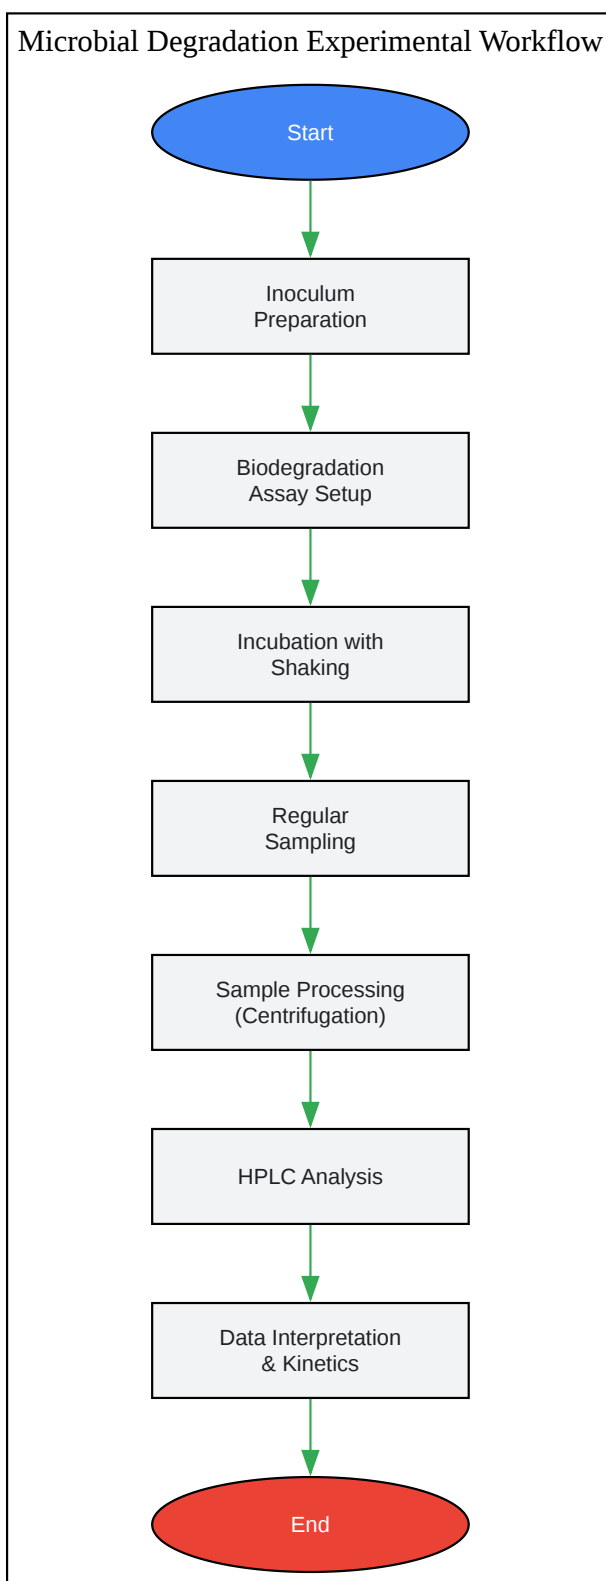 Microbial Degradation Experimental Workflow
Start
Inoculum
Preparation
Biodegradation
Assay Setup
Incubation with
Shaking
Regular
Sampling
Sample Processing
(Centrifugation)
HPLC Analysis
Data Interpretation
& Kinetics
End